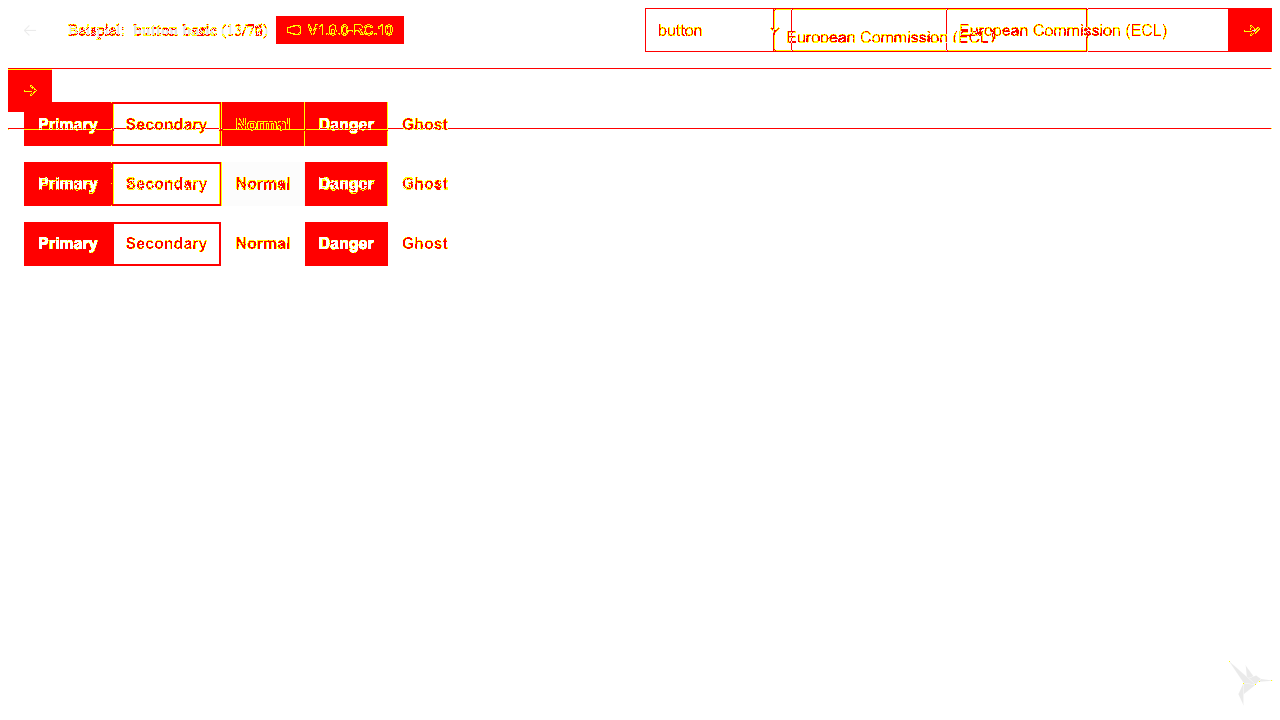 Beispiel: button basic (13/70) V1.0.0-RC.10 button European Commission (ECL) European Commission (ECL)
Primary Secondary Normal Danger Ghost
Primary Secondary Normal Danger Ghost
Primary Secondary Normal Danger Ghost